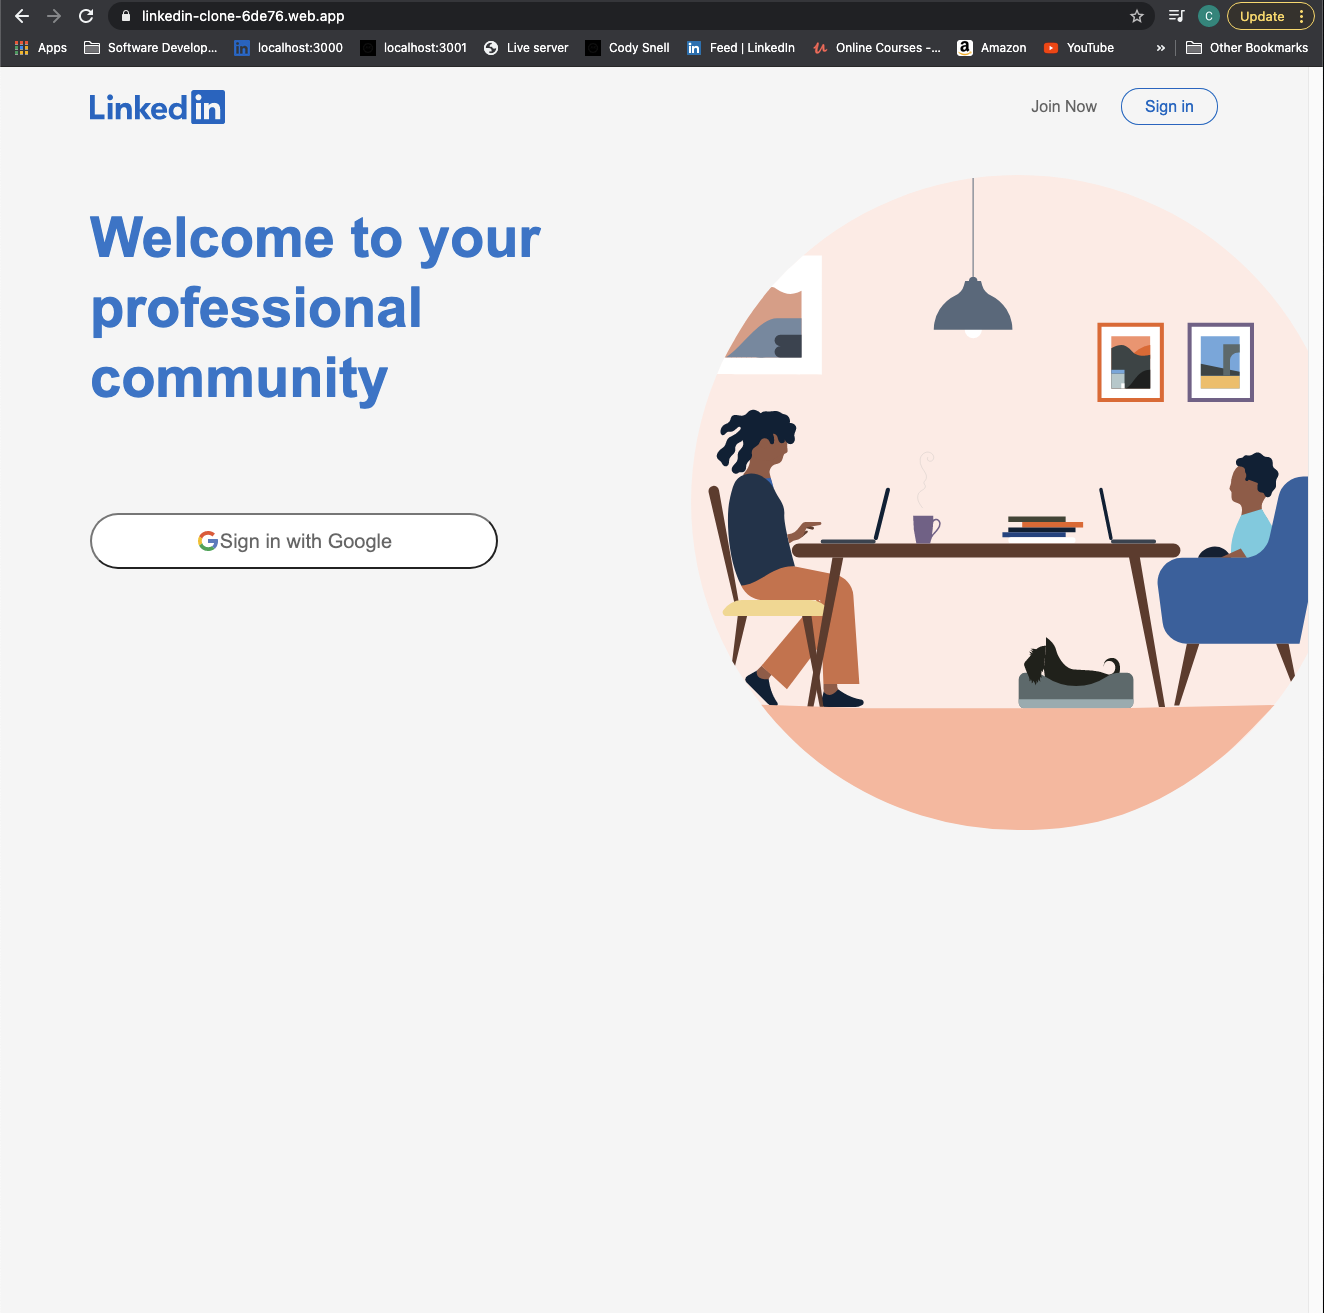 linkedin-clone-6de76.web.app
C
Update
Apps
Software Develop...
localhost:3000
localhost:3001
Live server
Cody Snell
Feed | LinkedIn
Online Courses -...
Amazon
YouTube
»
Other Bookmarks
Linkedin
Join Now
Sign in
Welcome to your
professional
community
Sign in with Google